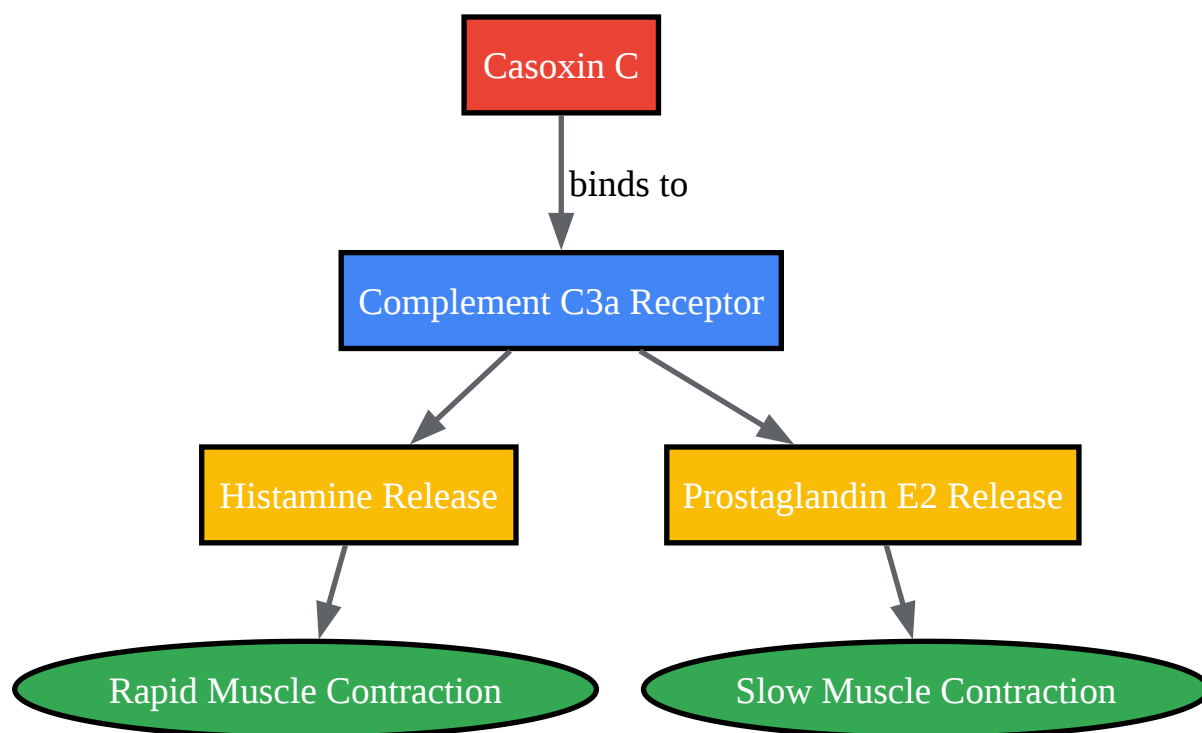 Casoxin C
binds to
Complement C3a Receptor
Histamine Release
Prostaglandin E2 Release
Rapid Muscle Contraction
Slow Muscle Contraction